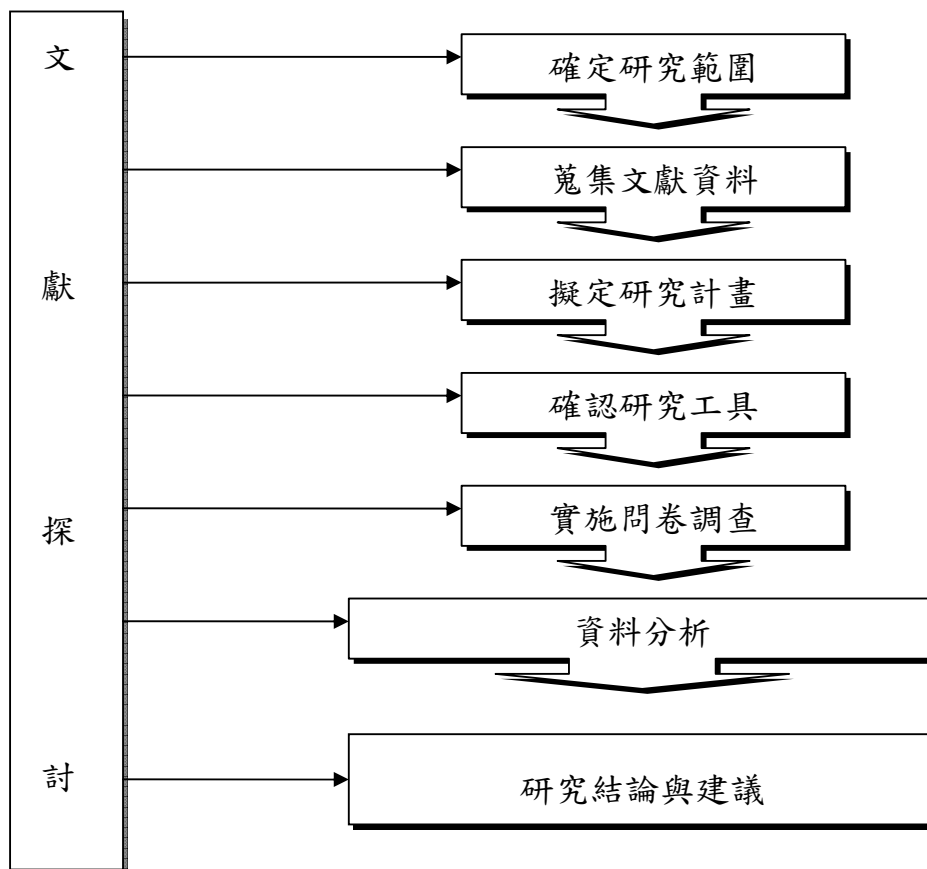 文獻探討
確定研究範圍
蒐集文獻資料
擬定研究計畫
確認研究工具
實施問卷調查
資料分析
研究結論與建議